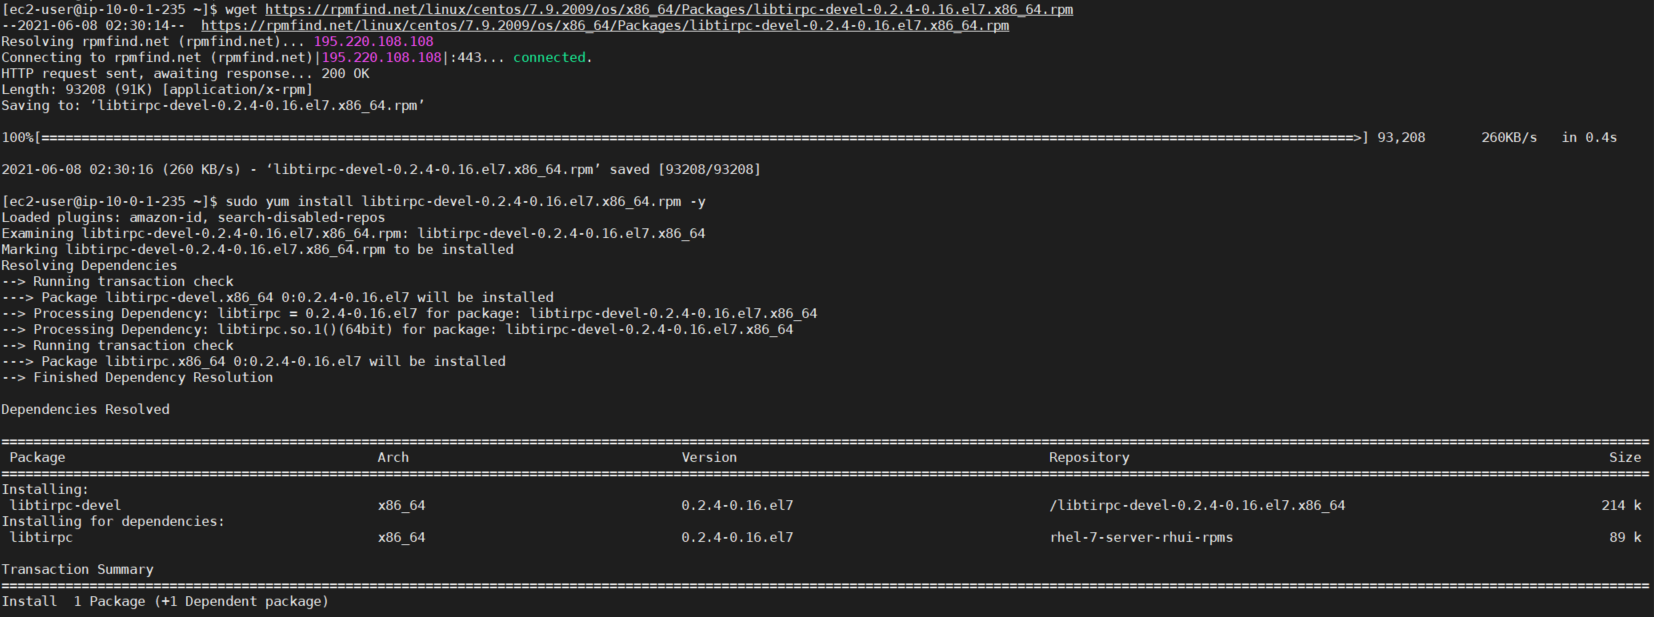 [ec2-user@ip-10-0-1-235 ~]$ wget https://rpmfind.net/linux/centos/7.9.2009/os/x86_64/Packages/libtirpc-devel-0.2.4-0.16.el7.x86_64.rpm
--2021-06-08 02:30:14--  https://rpmfind.net/linux/centos/7.9.2009/os/x86_64/Packages/libtirpc-devel-0.2.4-0.16.el7.x86_64.rpm
Resolving rpmfind.net (rpmfind.net)... 195.220.108.108
Connecting to rpmfind.net (rpmfind.net)|195.220.108.108|:443... connected.
HTTP request sent, awaiting response... 200 OK
Length: 93208 (91K) [application/x-rpm]
Saving to: ‘libtirpc-devel-0.2.4-0.16.el7.x86_64.rpm’
100%[====================================================================>] 93,208 260KB/s in 0.4s
2021-06-08 02:30:16 (260 KB/s) - ‘libtirpc-devel-0.2.4-0.16.el7.x86_64.rpm’ saved [93208/93208]
[ec2-user@ip-10-0-1-235 ~]$ sudo yum install libtirpc-devel-0.2.4-0.16.el7.x86_64.rpm -y
Loaded plugins: amazon-id, search-disabled-repos
Examining libtirpc-devel-0.2.4-0.16.el7.x86_64.rpm: libtirpc-devel-0.2.4-0.16.el7.x86_64
Marking libtirpc-devel-0.2.4-0.16.el7.x86_64.rpm to be installed
Resolving Dependencies
--> Running transaction check
---> Package libtirpc-devel.x86_64 0:0.2.4-0.16.el7 will be installed
--> Processing Dependency: libtirpc = 0.2.4-0.16.el7 for package: libtirpc-devel-0.2.4-0.16.el7.x86_64
--> Processing Dependency: libtirpc.so.1()(64bit) for package: libtirpc-devel-0.2.4-0.16.el7.x86_64
--> Running transaction check
---> Package libtirpc.x86_64 0:0.2.4-0.16.el7 will be installed
--> Finished Dependency Resolution
Dependencies Resolved
Package Arch Version Repository Size
Installing:
libtirpc-devel x86_64 0.2.4-0.16.el7 /libtirpc-devel-0.2.4-0.16.el7.x86_64 214 k
Installing for dependencies:
libtirpc x86_64 0.2.4-0.16.el7 rhel-7-server-rhui-rpms 89 k
Transaction Summary
Install  1 Package (+1 Dependent package)